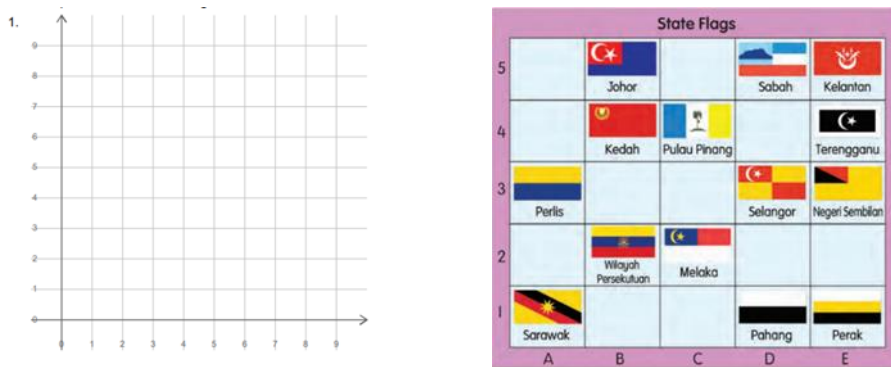 1.
9
8
7
6
5
4
3
2
1
0
0 1 2 3 4 5 6 7 8 9
State Flags
5
Johor Sabah Kelantan
4
Kedah Pulau Pinang Terengganu
3
Perlis Selangor Negeri Sembilan
2
Wilayah
Persekutuan Melaka
1
Sarawak Pahang Perak
A B C D E